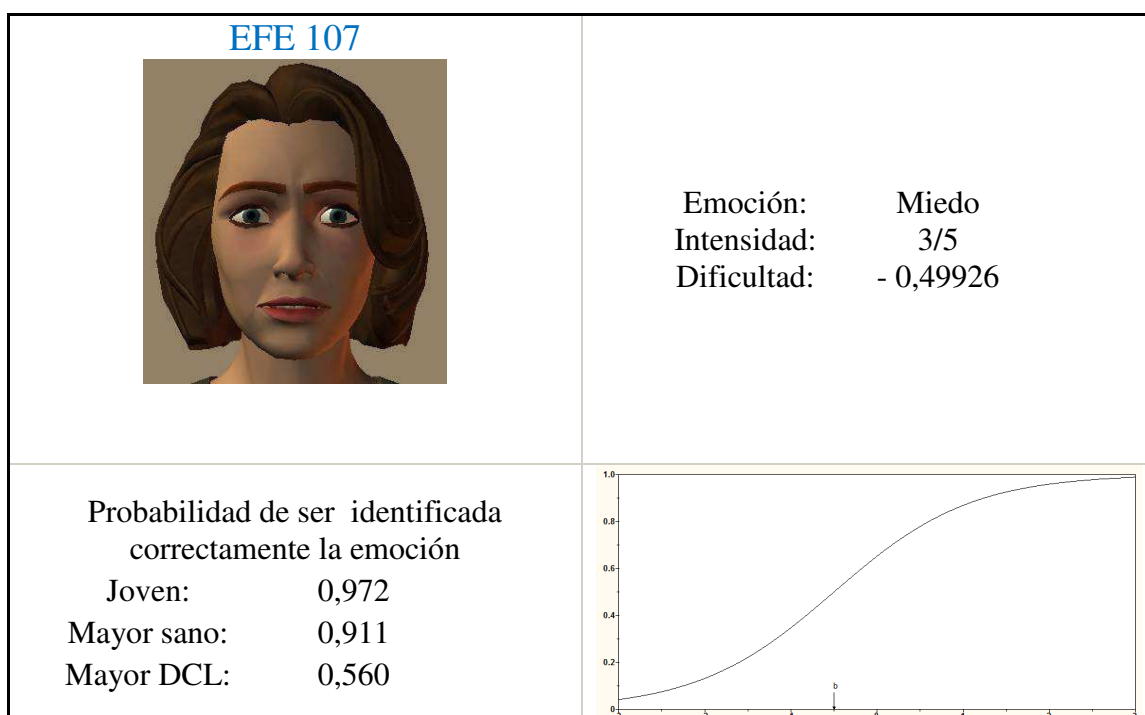 EFE 107
Emoción: Miedo
Intensidad: 3/5
Dificultad: - 0,49926
Probabilidad de ser identificada
correctamente la emoción
Joven: 0,972
Mayor sano: 0,911
Mayor DCL: 0,560
1.0
0.8
0.6
0.4
0.2
0
b